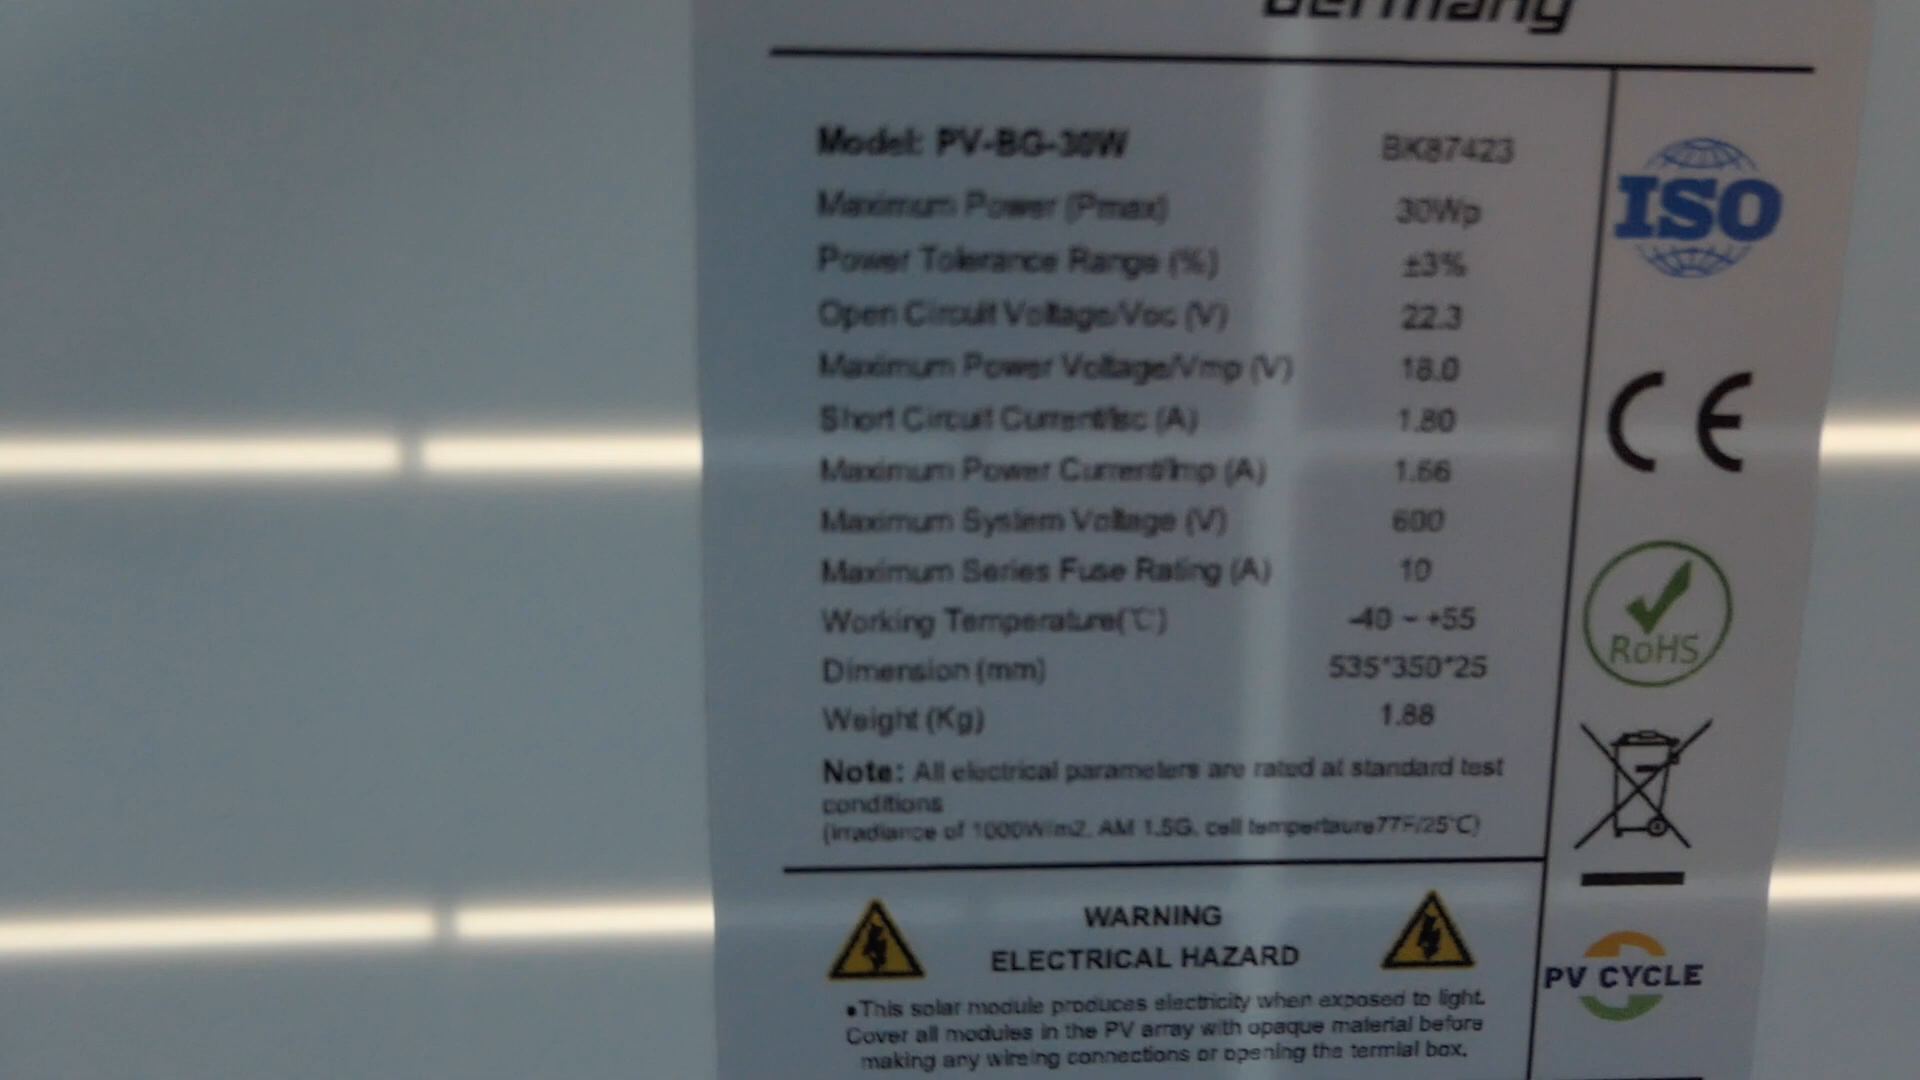 Germany
Model: PV-BG-30W BK87423
Maximum Power (Pmax) 30Wp
Power Tolerance Range (%) ±3%
Open Circuit Voltage/Voc (V) 22.3
Maximum Power Voltage/Vmp (V) 18.0
Short Circuit Current/Isc (A) 1.80
Maximum Power Current/Imp (A) 1.66
Maximum System Voltage (V) 600
Maximum Series Fuse Rating (A) 10
Working Temperature(℃) -40 ~ +55
Dimension (mm) 535*350*25
Weight (Kg) 1.88
Note: All electrical parameters are rated at standard test
conditions
(Irradiance of 1000W/m2, AM 1.5G, cell tempertaure77F/25°C)
WARNING
ELECTRICAL HAZARD
•This solar module produces electricity when exposed to light.
Cover all modules in the PV array with opaque material before
making any wireing connections or opening the termial box.
ISO
CE
RoHS
PV CYCLE